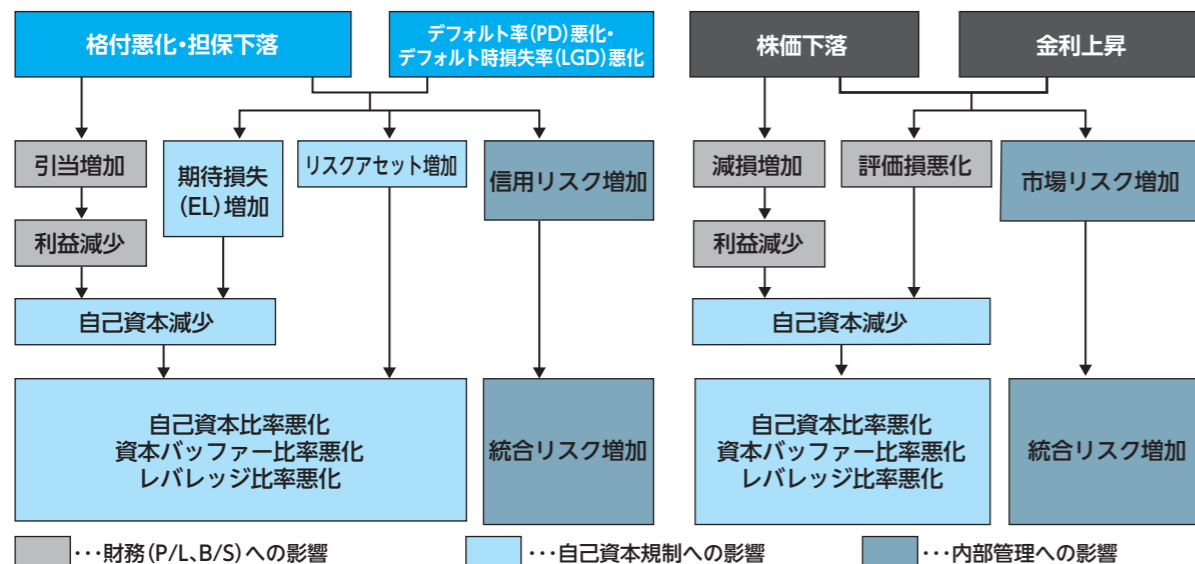 格付悪化・担保下落
デフォルト率(PD)悪化・
デフォルト時損失率(LGD)悪化
引当増加
利益減少
期待損失
(EL)増加
リスクアセット増加
信用リスク増加
自己資本減少
自己資本比率悪化
資本バッファー比率悪化
レバレッジ比率悪化
統合リスク増加
株価下落
金利上昇
減損増加
利益減少
評価損悪化
市場リスク増加
自己資本減少
自己資本比率悪化
資本バッファー比率悪化
レバレッジ比率悪化
統合リスク増加
･･･財務(P/L、B/S)への影響
･･･自己資本規制への影響
･･･内部管理への影響